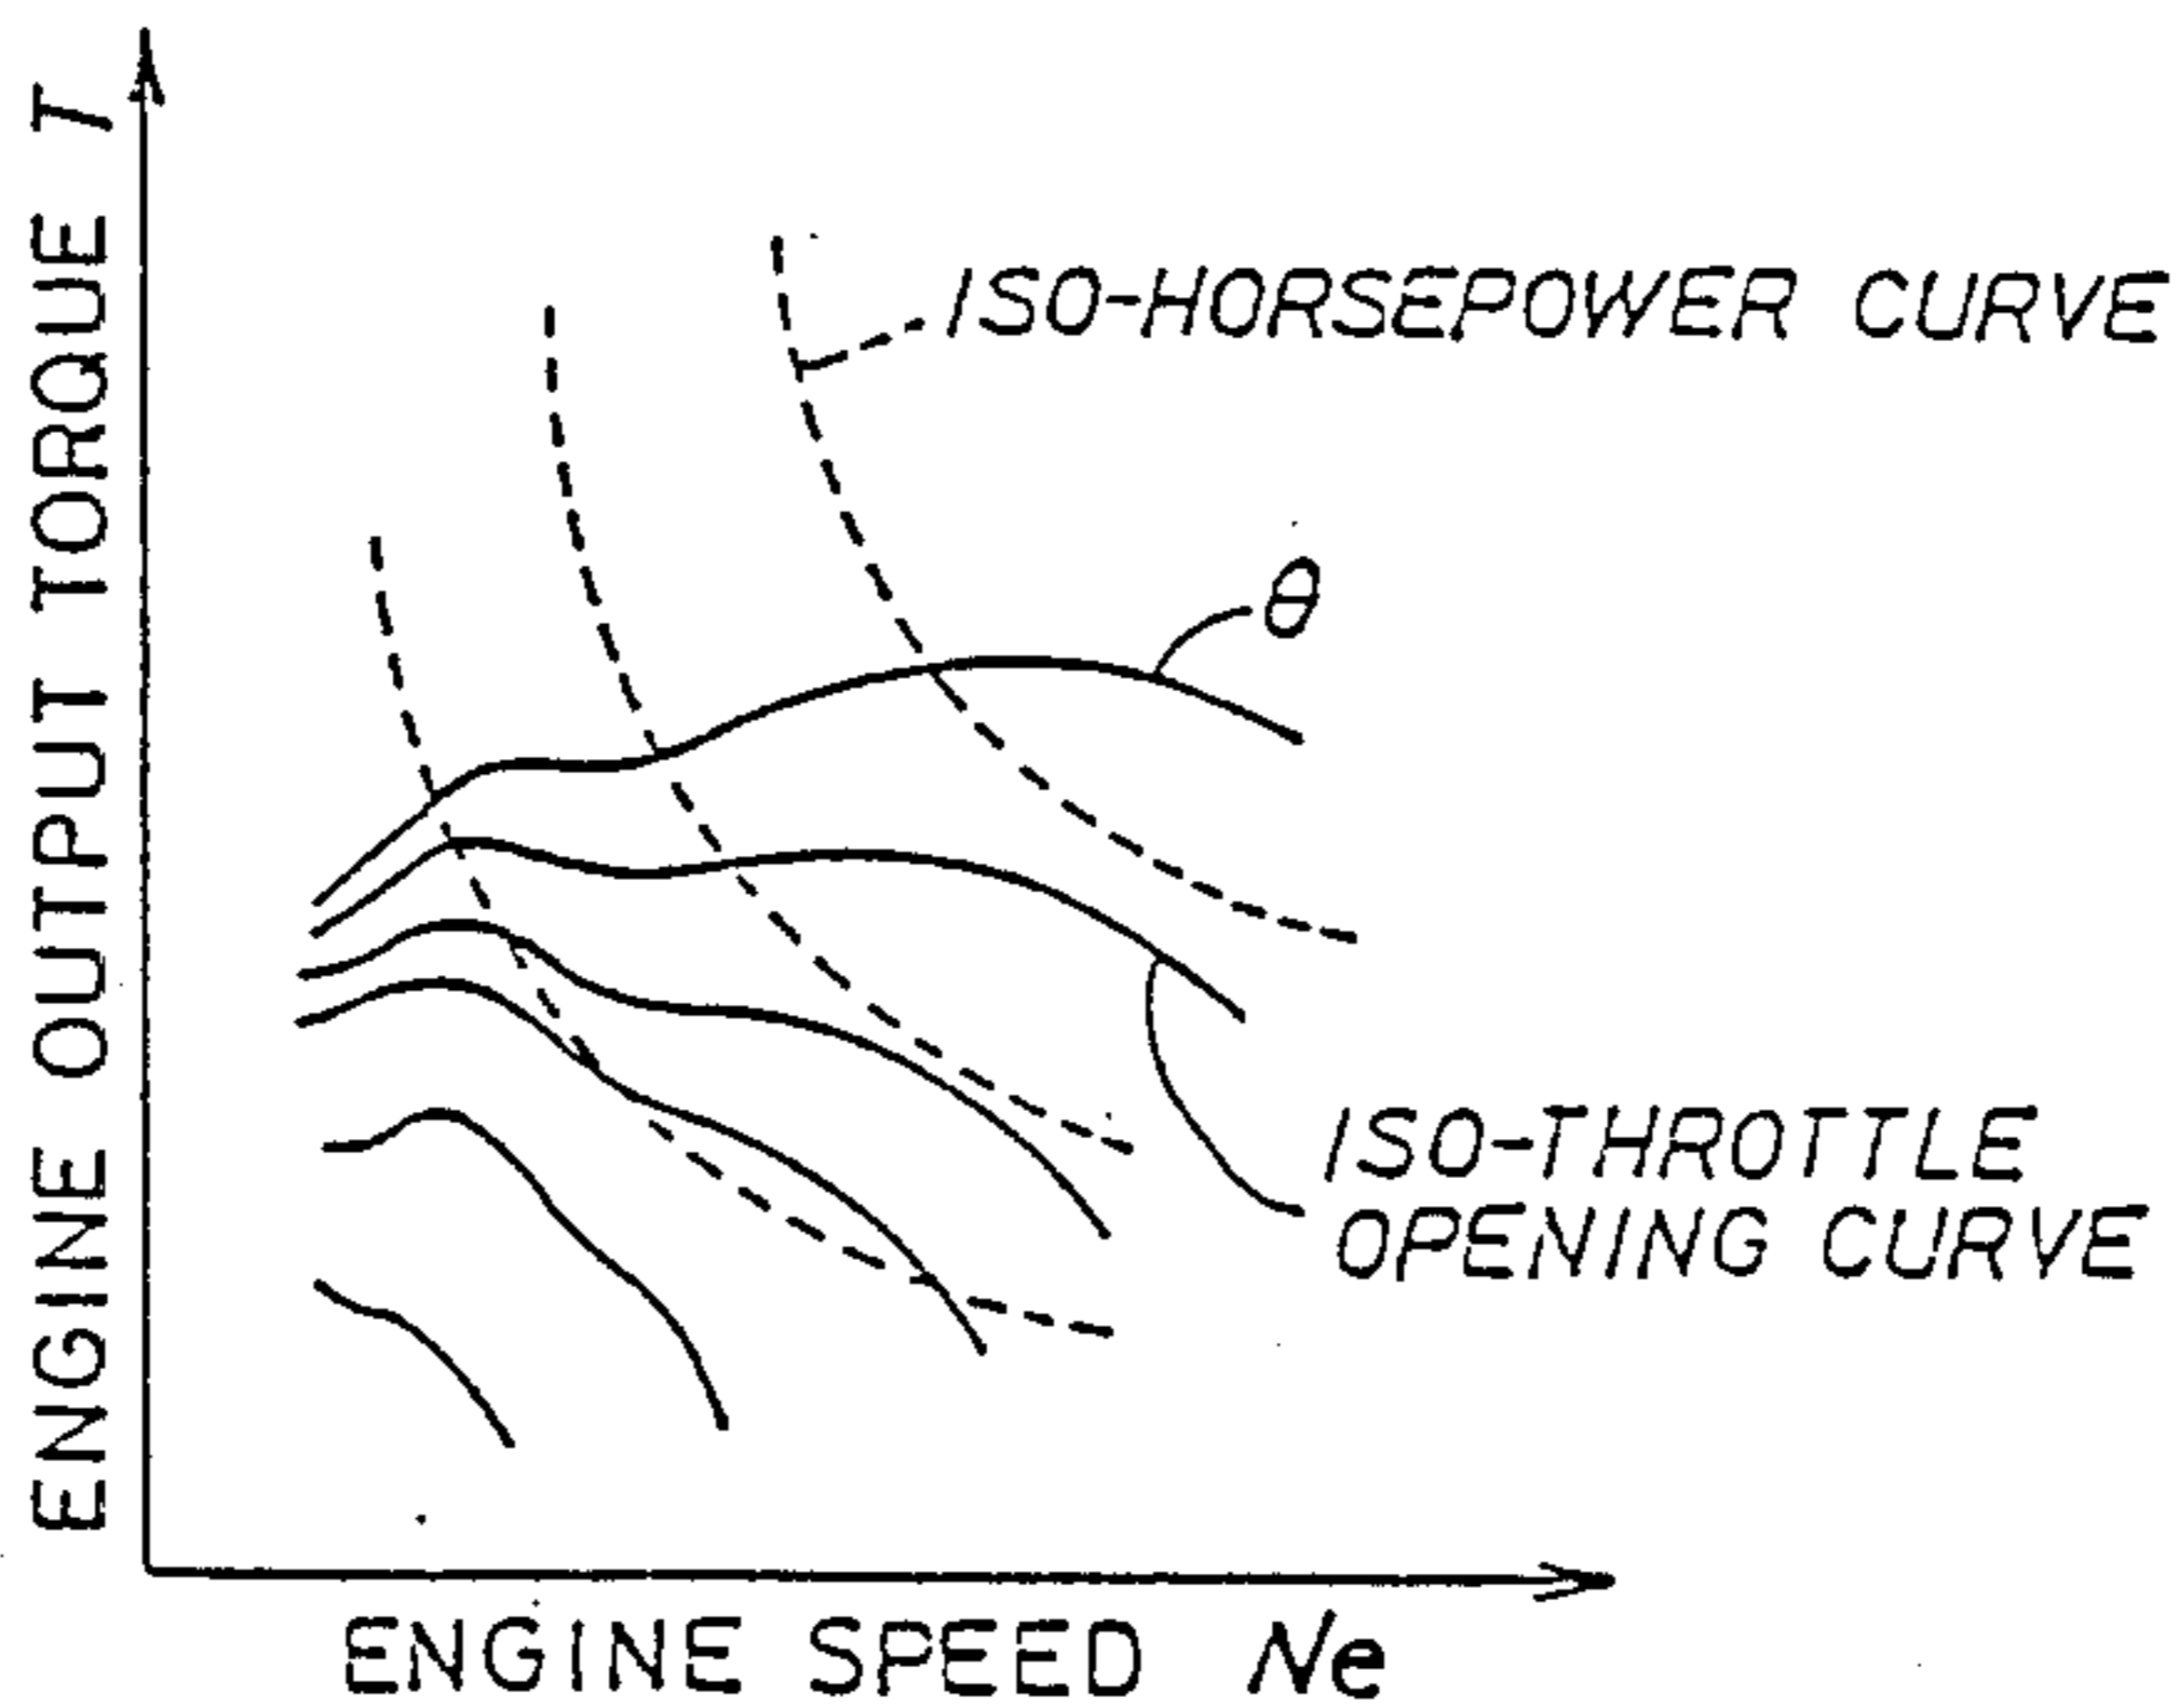 ENGINE OUTPUT TORQUE T
ISO-HORSEPOWER CURVE
θ
ISO-THROTTLE
OPENING CURVE
ENGINE SPEED Ne